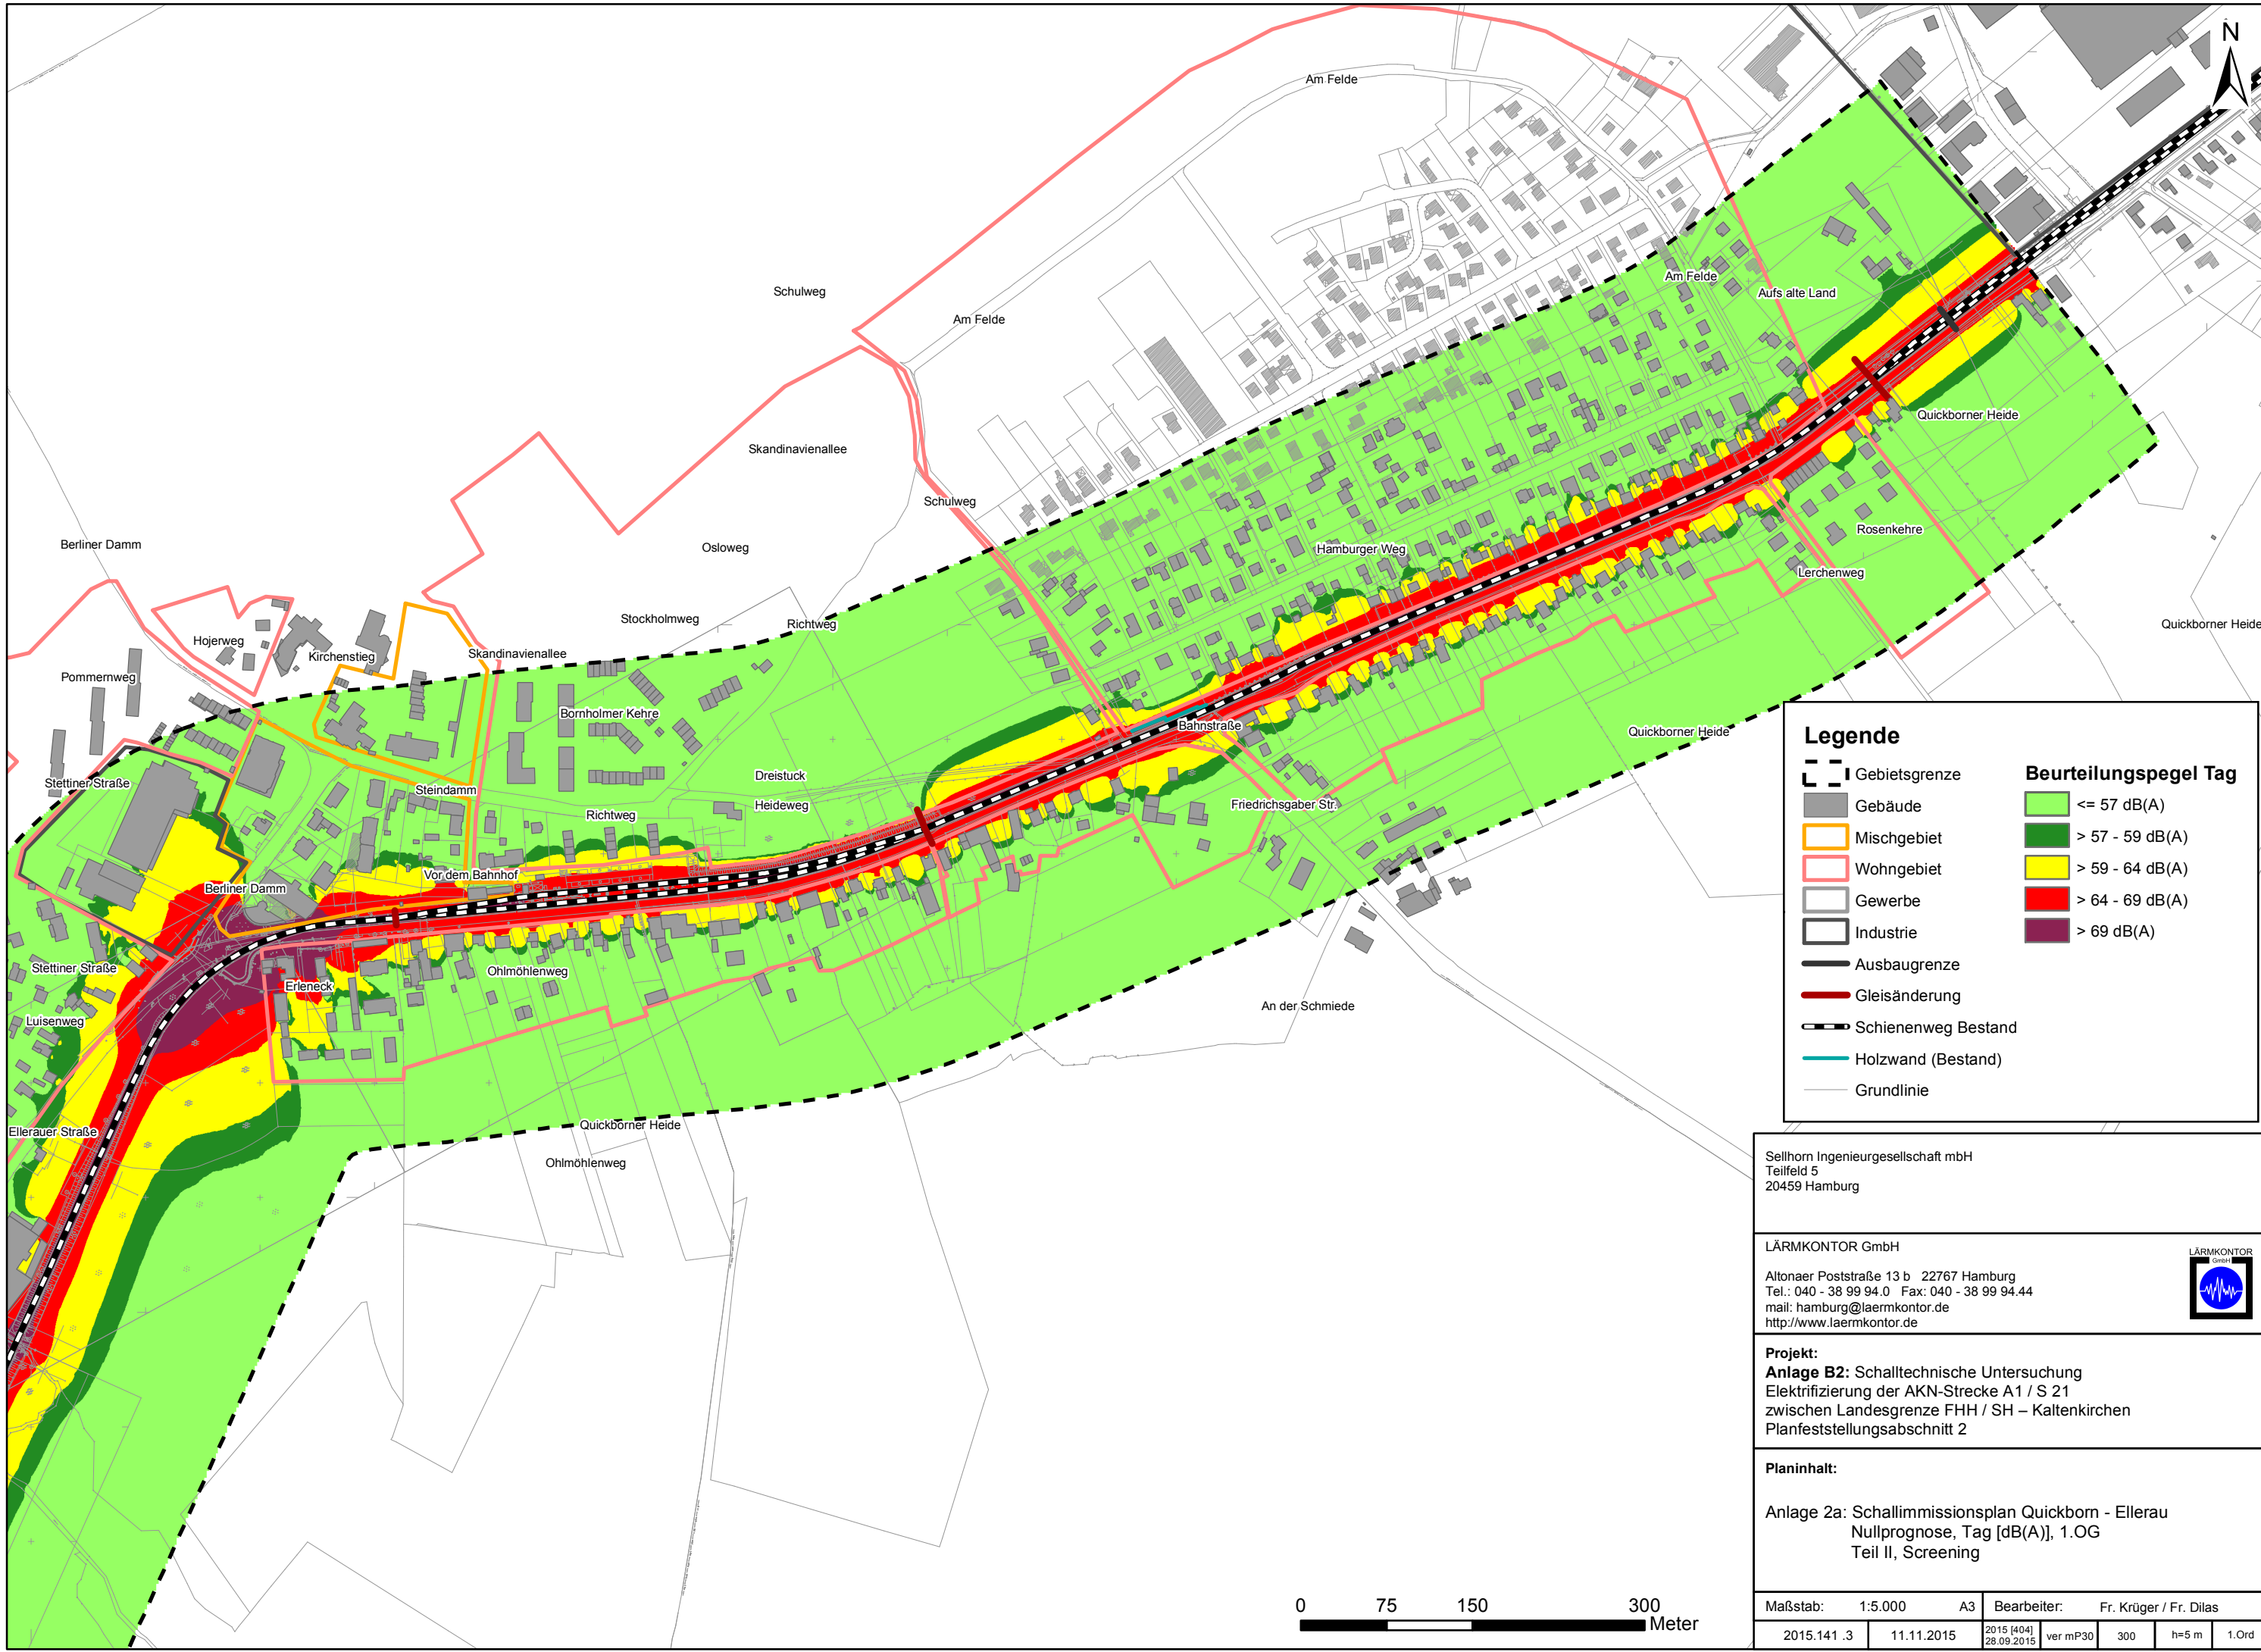 N
Am Felde
Schulweg
Am Felde
Am Felde
Aufs alte Land
Skandinavienallee
Quickborner Heide
Schulweg
Rosenkehre
Berliner Damm
Osloweg
Hamburger Weg
Lerchenweg
Stockholmweg
Richtweg
Quickborner Heide
Hojerweg
Kirchenstieg
Skandinavienallee
Pommernweg
Bornholmer Kehre
Bahnstraße
Quickborner Heide
Stettiner Straße
Dreistuck
Steindamm
Heideweg
Friedrichsgaber Str.
Richtweg
Vor dem Bahnhof
Berliner Damm
Stettiner Straße
Ohlmöhlenweg
Erleneck
An der Schmiede
Luisenweg
Ellerauer Straße
Quickborner Heide
Ohlmöhlenweg
Legende
Gebietsgrenze
Gebäude
Mischgebiet
Wohngebiet
Gewerbe
Industrie
Ausbaugrenze
Gleisänderung
Schienenweg Bestand
Holzwand (Bestand)
Grundlinie
Beurteilungspegel Tag
<= 57 dB(A)
> 57 - 59 dB(A)
> 59 - 64 dB(A)
> 64 - 69 dB(A)
> 69 dB(A)
Sellhorn Ingenieurgesellschaft mbH
Teilfeld 5
20459 Hamburg
LÄRMKONTOR GmbH
Altonaer Poststraße 13 b 22767 Hamburg
Tel.: 040 - 38 99 94.0 Fax: 040 - 38 99 94.44
mail: hamburg@laermkontor.de
http://www.laermkontor.de
LÄRMKONTOR
GmbH
Projekt:
Anlage B2: Schalltechnische Untersuchung
Elektrifizierung der AKN-Strecke A1 / S 21
zwischen Landesgrenze FHH / SH – Kaltenkirchen
Planfeststellungsabschnitt 2
Planinhalt:
Anlage 2a: Schallimmissionsplan Quickborn - Ellerau
Nullprognose, Tag [dB(A)], 1.OG
Teil II, Screening
Maßstab: 1:5.000 A3 Bearbeiter: Fr. Krüger / Fr. Dilas
2015.141 .3 11.11.2015 2015 [404] 28.09.2015 ver mP30 300 h=5 m 1.Ord
0 75 150 300
Meter